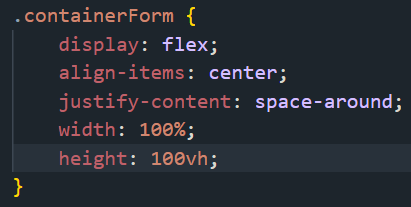 .containerForm {
    display: flex;
    align-items: center;
    justify-content: space-around;
    width: 100%;
    height: 100vh;
}